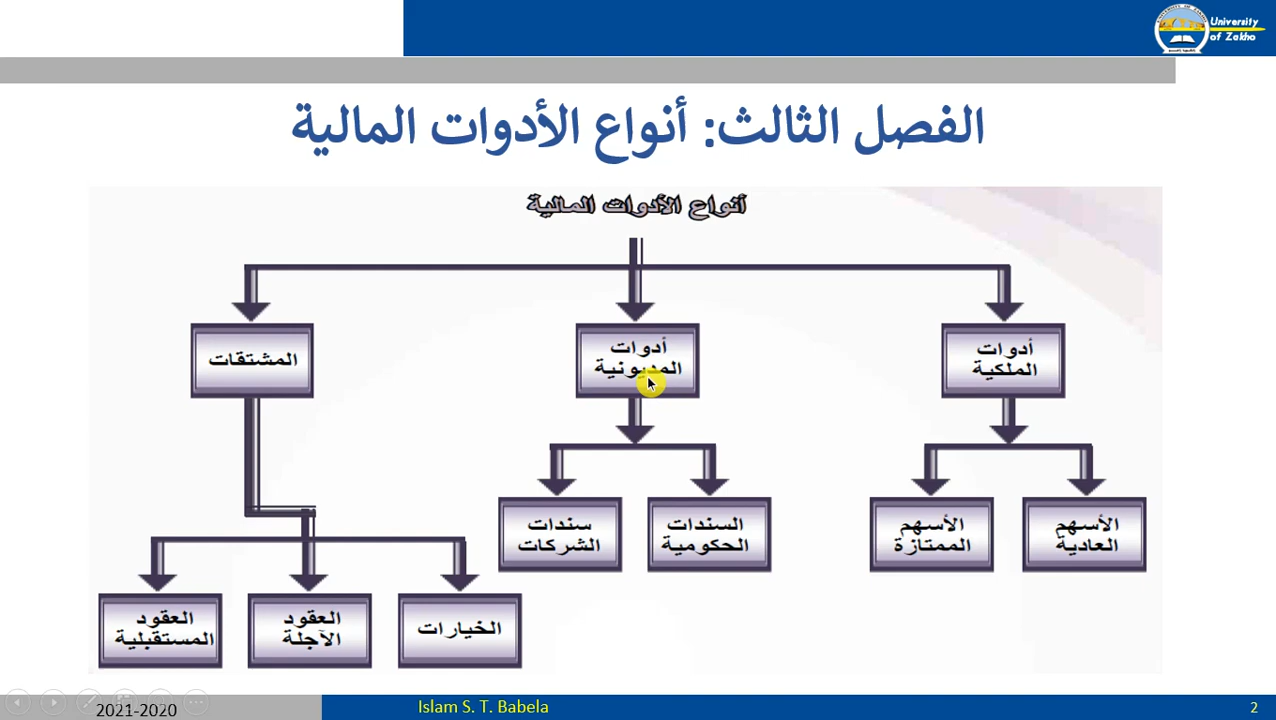 University
of Zakho
الفصل الثالث: أنواع الأدوات المالية
أنواع الأدوات المالية
أدوات
الملكية
أدوات
المديونية
المشتقات
الأسهم
العادية
الأسهم
الممتازة
السندات
الحكومية
سندات
الشركات
الخيارات
العقود
الآجلة
العقود
المستقبلية
2021-2020
Islam S. T. Babela
2